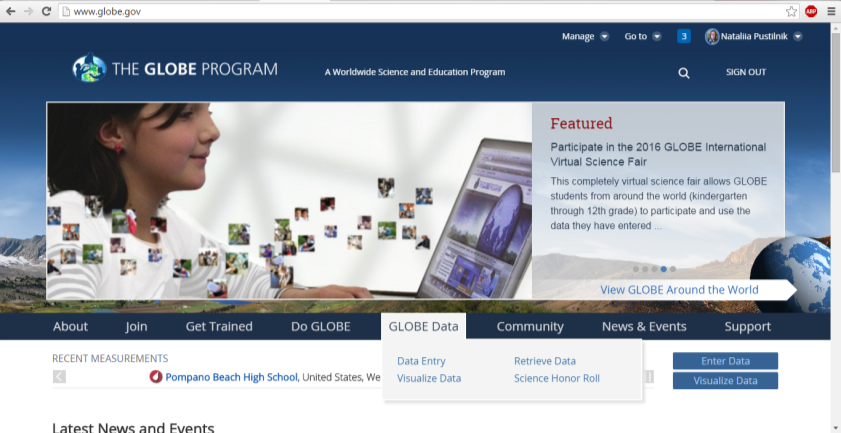 www.globe.gov
ABP
Manage Go to 3 Nataliia Pustilnik
THE GLOBE PROGRAM
A Worldwide Science and Education Program
SIGN OUT
Featured
Participate in the 2016 GLOBE International
Virtual Science Fair
This completely virtual science fair allows GLOBE
students from around the world (kindergarten
through 12th grade) to participate and use the
data they have entered ...
View GLOBE Around the World
About Join Get Trained Do GLOBE GLOBE Data Community News & Events Support
Data Entry Retrieve Data
Visualize Data Science Honor Roll
RECENT MEASUREMENTS
Pompano Beach High School, United States, We
Enter Data
Visualize Data
Latest News and Events